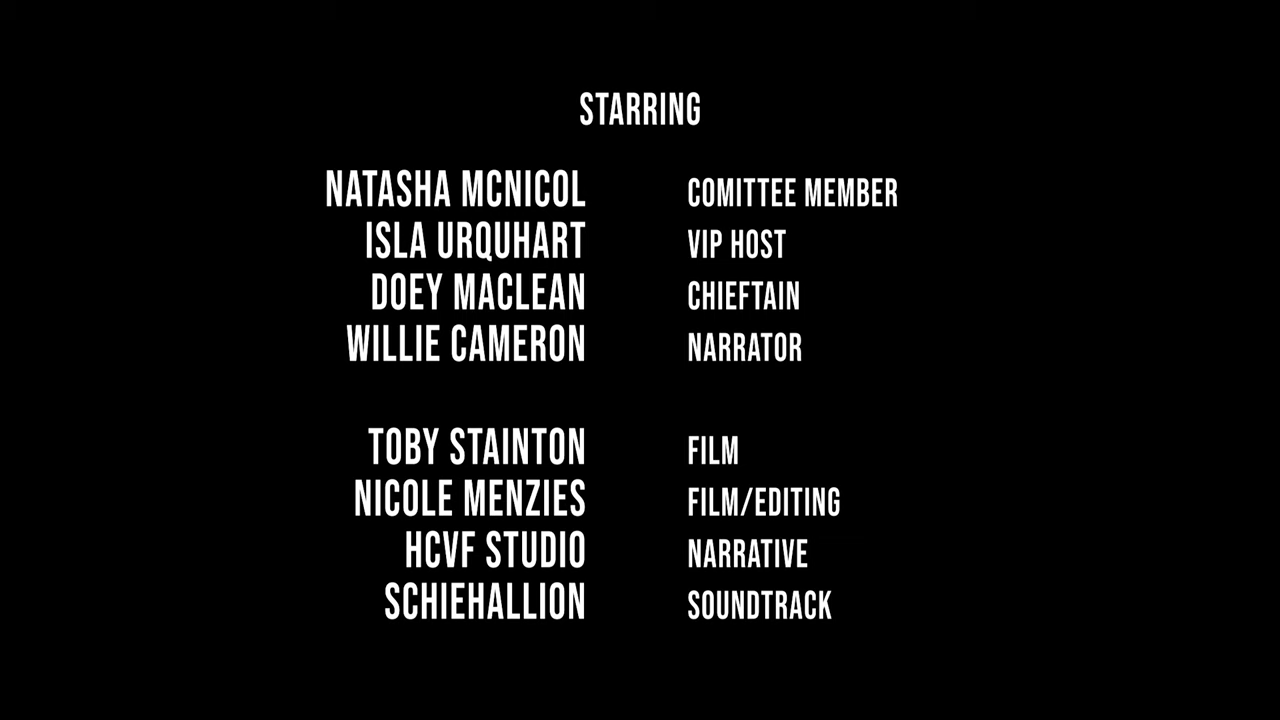 STARRING
NATASHA MCNICOL COMITTEE MEMBER
ISLA URQUHART VIP HOST
DOEY MACLEAN CHIEFTAIN
WILLIE CAMERON NARRATOR
TOBY STAINTON FILM
NICOLE MENZIES FILM/EDITING
HCVF STUDIO NARRATIVE
SCHIEHALLION SOUNDTRACK